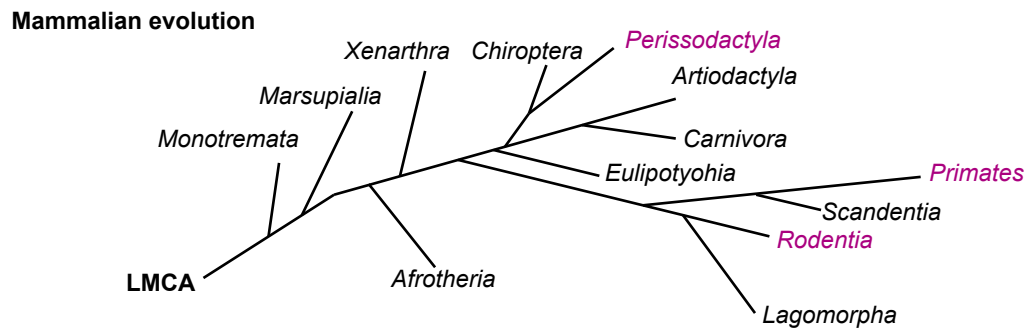 Mammalian evolution
Xenarthra
Chiroptera
Perissodactyla
Artiodactyla
Marsupialia
Monotremata
Carnivora
Eulipotyohia
Primates
Scandentia
Rodentia
LMCA
Afrotheria
Lagomorpha